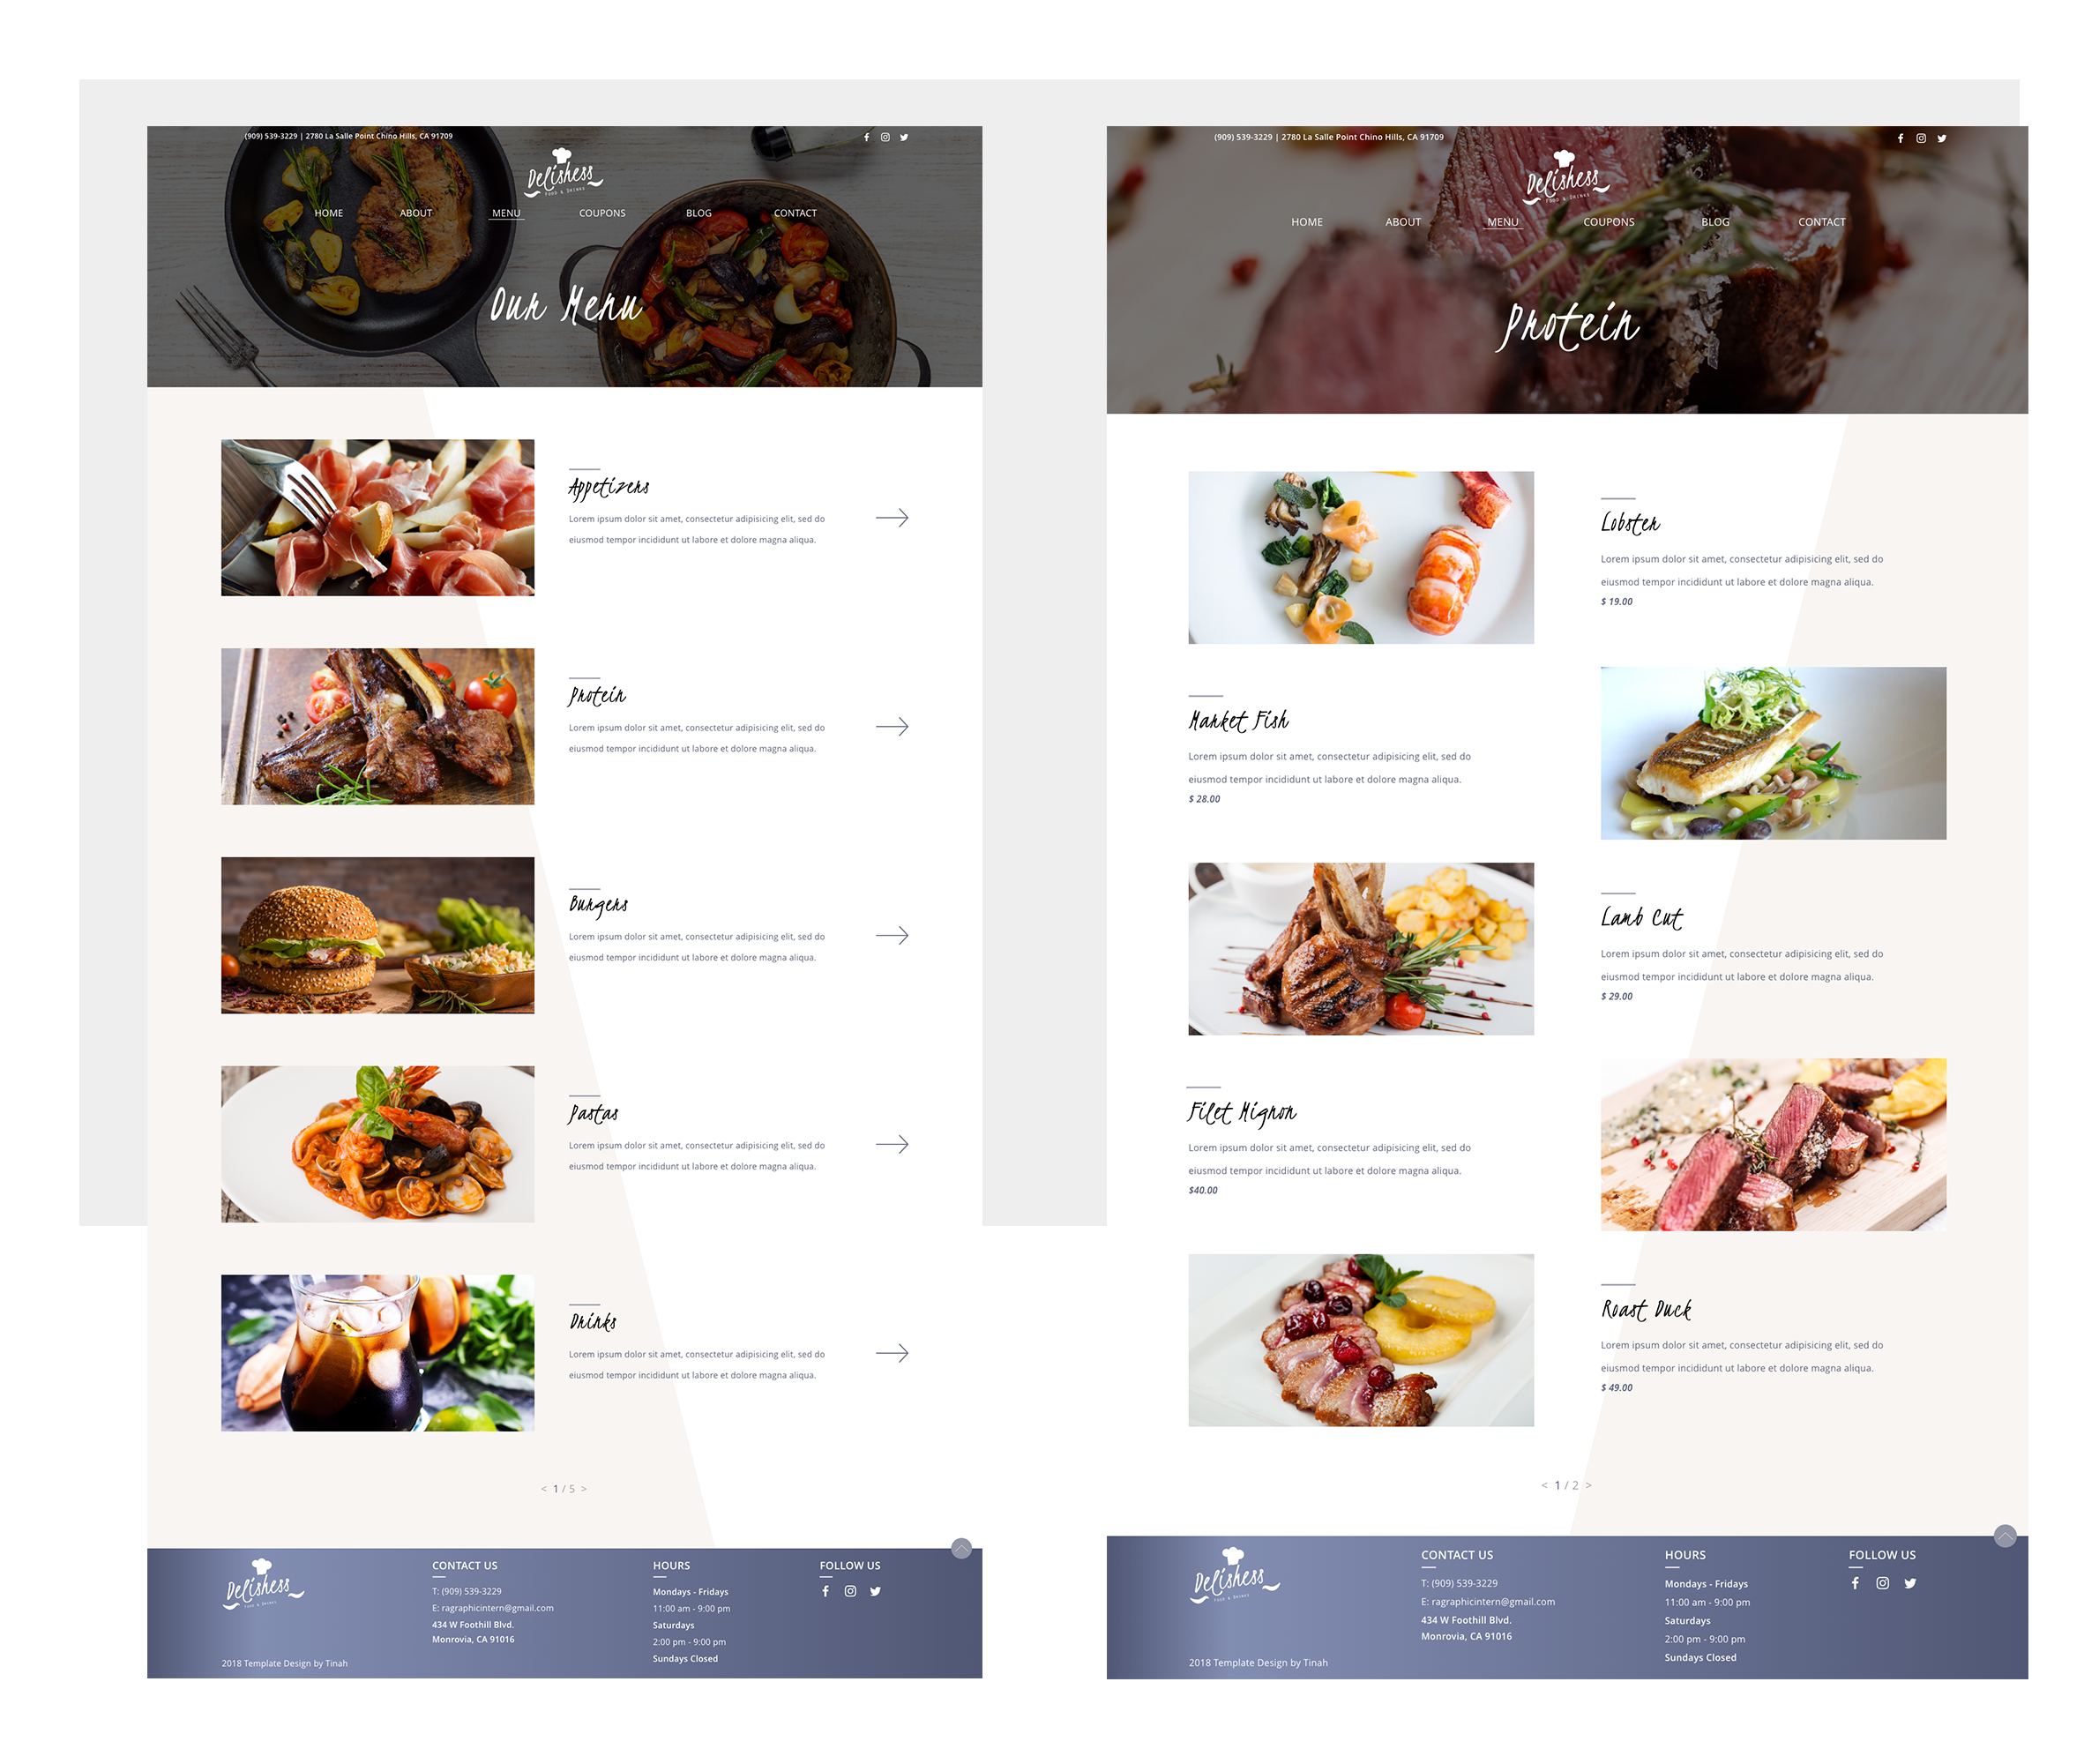 (909) 539-3229 | 2780 La Salle Point Chino Hills, CA 91709
Delishess
Food & Drinks
HOME ABOUT MENU COUPONS BLOG CONTACT
Our Menu
Appetizers
Lorem ipsum dolor sit amet, consectetur adipisicing elit, sed do
eiusmod tempor incididunt ut labore et dolore magna aliqua.
Protein
Lorem ipsum dolor sit amet, consectetur adipisicing elit, sed do
eiusmod tempor incididunt ut labore et dolore magna aliqua.
Burgers
Lorem ipsum dolor sit amet, consectetur adipisicing elit, sed do
eiusmod tempor incididunt ut labore et dolore magna aliqua.
Pastas
Lorem ipsum dolor sit amet, consectetur adipisicing elit, sed do
eiusmod tempor incididunt ut labore et dolore magna aliqua.
Drinks
Lorem ipsum dolor sit amet, consectetur adipisicing elit, sed do
eiusmod tempor incididunt ut labore et dolore magna aliqua.
< 1 / 5 >
Delishess
Food & Drinks
2018 Template Design by Tinah
CONTACT US
T: (909) 539-3229
E: ragraphicintern@gmail.com
434 W Foothill Blvd.
Monrovia, CA 91016
HOURS
Mondays - Fridays
11:00 am - 9:00 pm
Saturdays
2:00 pm - 9:00 pm
Sundays Closed
FOLLOW US
(909) 539-3229 | 2780 La Salle Point Chino Hills, CA 91709
Delishess
Food & Drinks
HOME ABOUT MENU COUPONS BLOG CONTACT
Protein
Lobster
Lorem ipsum dolor sit amet, consectetur adipisicing elit, sed do
eiusmod tempor incididunt ut labore et dolore magna aliqua.
$ 19.00
Market Fish
Lorem ipsum dolor sit amet, consectetur adipisicing elit, sed do
eiusmod tempor incididunt ut labore et dolore magna aliqua.
$ 28.00
Lamb Cut
Lorem ipsum dolor sit amet, consectetur adipisicing elit, sed do
eiusmod tempor incididunt ut labore et dolore magna aliqua.
$ 29.00
Filet Mignon
Lorem ipsum dolor sit amet, consectetur adipisicing elit, sed do
eiusmod tempor incididunt ut labore et dolore magna aliqua.
$40.00
Roast Duck
Lorem ipsum dolor sit amet, consectetur adipisicing elit, sed do
eiusmod tempor incididunt ut labore et dolore magna aliqua.
$ 49.00
< 1 / 2 >
Delishess
Food & Drinks
2018 Template Design by Tinah
CONTACT US
T: (909) 539-3229
E: ragraphicintern@gmail.com
434 W Foothill Blvd.
Monrovia, CA 91016
HOURS
Mondays - Fridays
11:00 am - 9:00 pm
Saturdays
2:00 pm - 9:00 pm
Sundays Closed
FOLLOW US